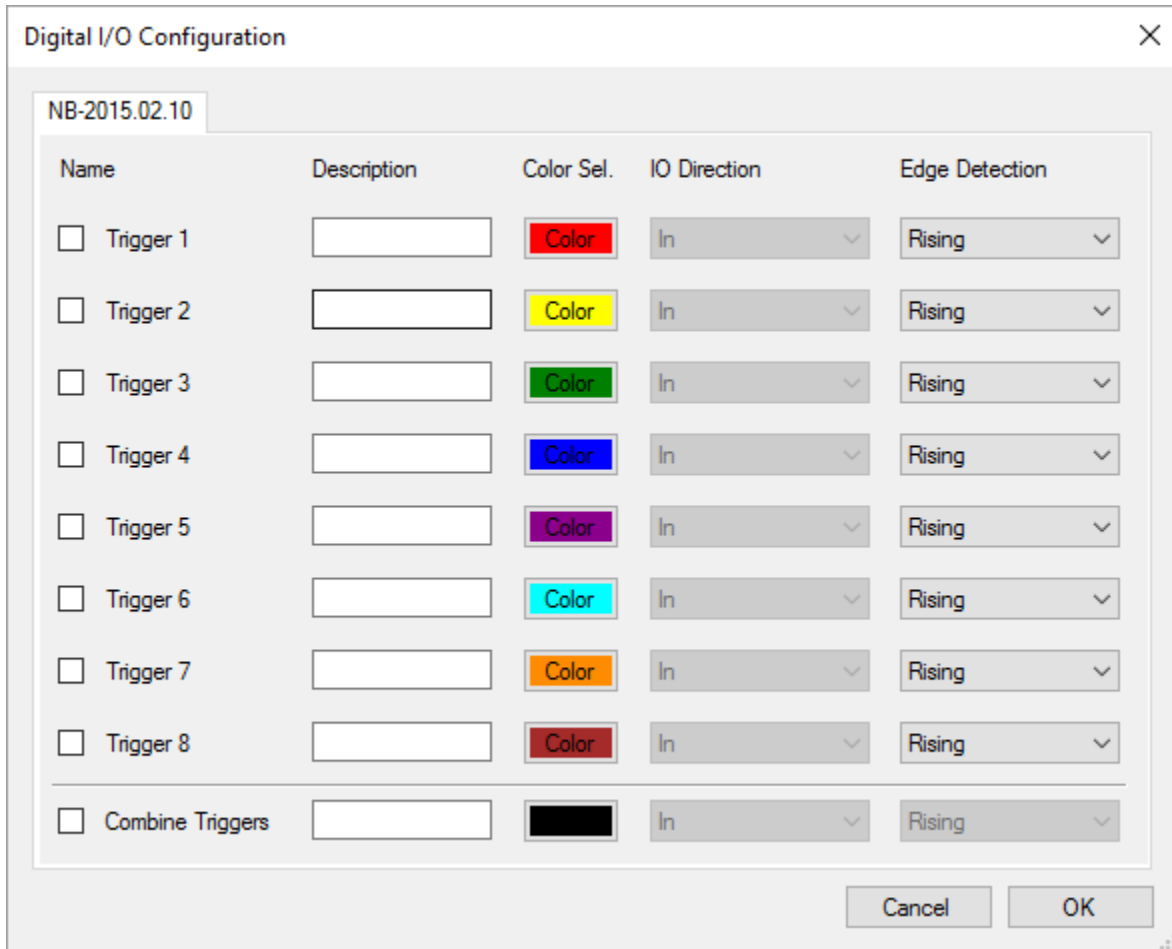 Digital I/O Configuration
NB-2015.02.10
Name Description Color Sel. IO Direction Edge Detection
Trigger 1 Color In Rising
Trigger 2 Color In Rising
Trigger 3 Color In Rising
Trigger 4 Color In Rising
Trigger 5 Color In Rising
Trigger 6 Color In Rising
Trigger 7 Color In Rising
Trigger 8 Color In Rising
Combine Triggers In Rising
Cancel OK